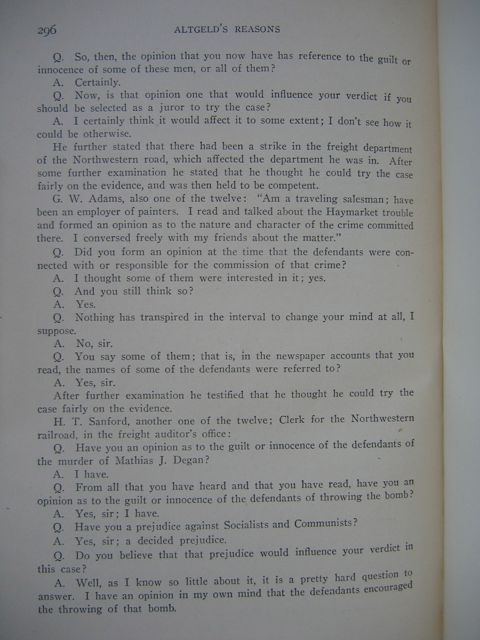 296 ALTGELD'S REASONS
Q. So, then, the opinion that you now have has reference to the guilt or
innocence of some of these men, or all of them?
A. Certainly.
Q. Now, is that opinion one that would influence your verdict if you
should be selected as a juror to try the case?
A. I certainly think it would affect it to some extent; I don't see how it
could be otherwise.
He further stated that there had been a strike in the freight department
of the Northwestern road, which affected the department he was in. After
some further examination he stated that he thought he could try the case
fairly on the evidence, and was then held to be competent.
G. W. Adams, also one of the twelve: "Am a traveling salesman; have
been an employer of painters. I read and talked about the Haymarket trouble
and formed an opinion as to the nature and character of the crime committed
there. I conversed freely with my friends about the matter."
Q. Did you form an opinion at the time that the defendants were con-
nected with or responsible for the commission of that crime?
A. I thought some of them were interested in it; yes.
Q. And you still think so?
A. Yes.
Q. Nothing has transpired in the interval to change your mind at all, I
suppose.
A. No, sir.
Q. You say some of them; that is, in the newspaper accounts that you
read, the names of some of the defendants were referred to?
A. Yes, sir.
After further examination he testified that he thought he could try the
case fairly on the evidence.
H. T. Sanford, another one of the twelve; Clerk for the Northwestern
railroad, in the freight auditor's office:
Q. Have you an opinion as to the guilt or innocence of the defendants of
the murder of Mathias J. Degan?
A. I have.
Q. From all that you have heard and that you have read, have you an
opinion as to the guilt or innocence of the defendants of throwing the bomb?
A. Yes, sir; I have.
Q. Have you a prejudice against Socialists and Communists?
A. Yes, sir; a decided prejudice.
Q. Do you believe that that prejudice would influence your verdict in
this case?
A. Well, as I know so little about it, it is a pretty hard question to
answer. I have an opinion in my own mind that the defendants encouraged
the throwing of that bomb.